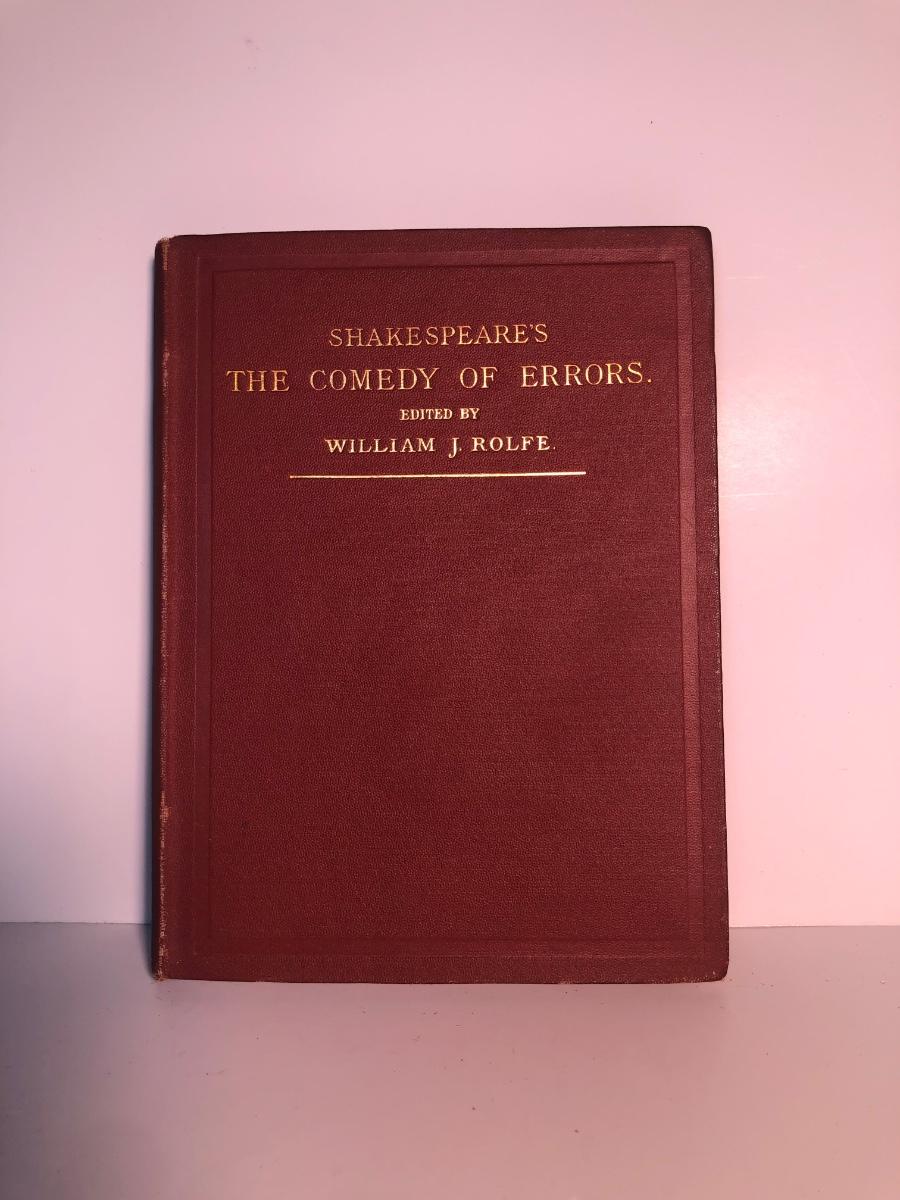 SHAKESPEARE'S
THE COMEDY OF ERRORS.
EDITED BY
WILLIAM J. ROLFE.